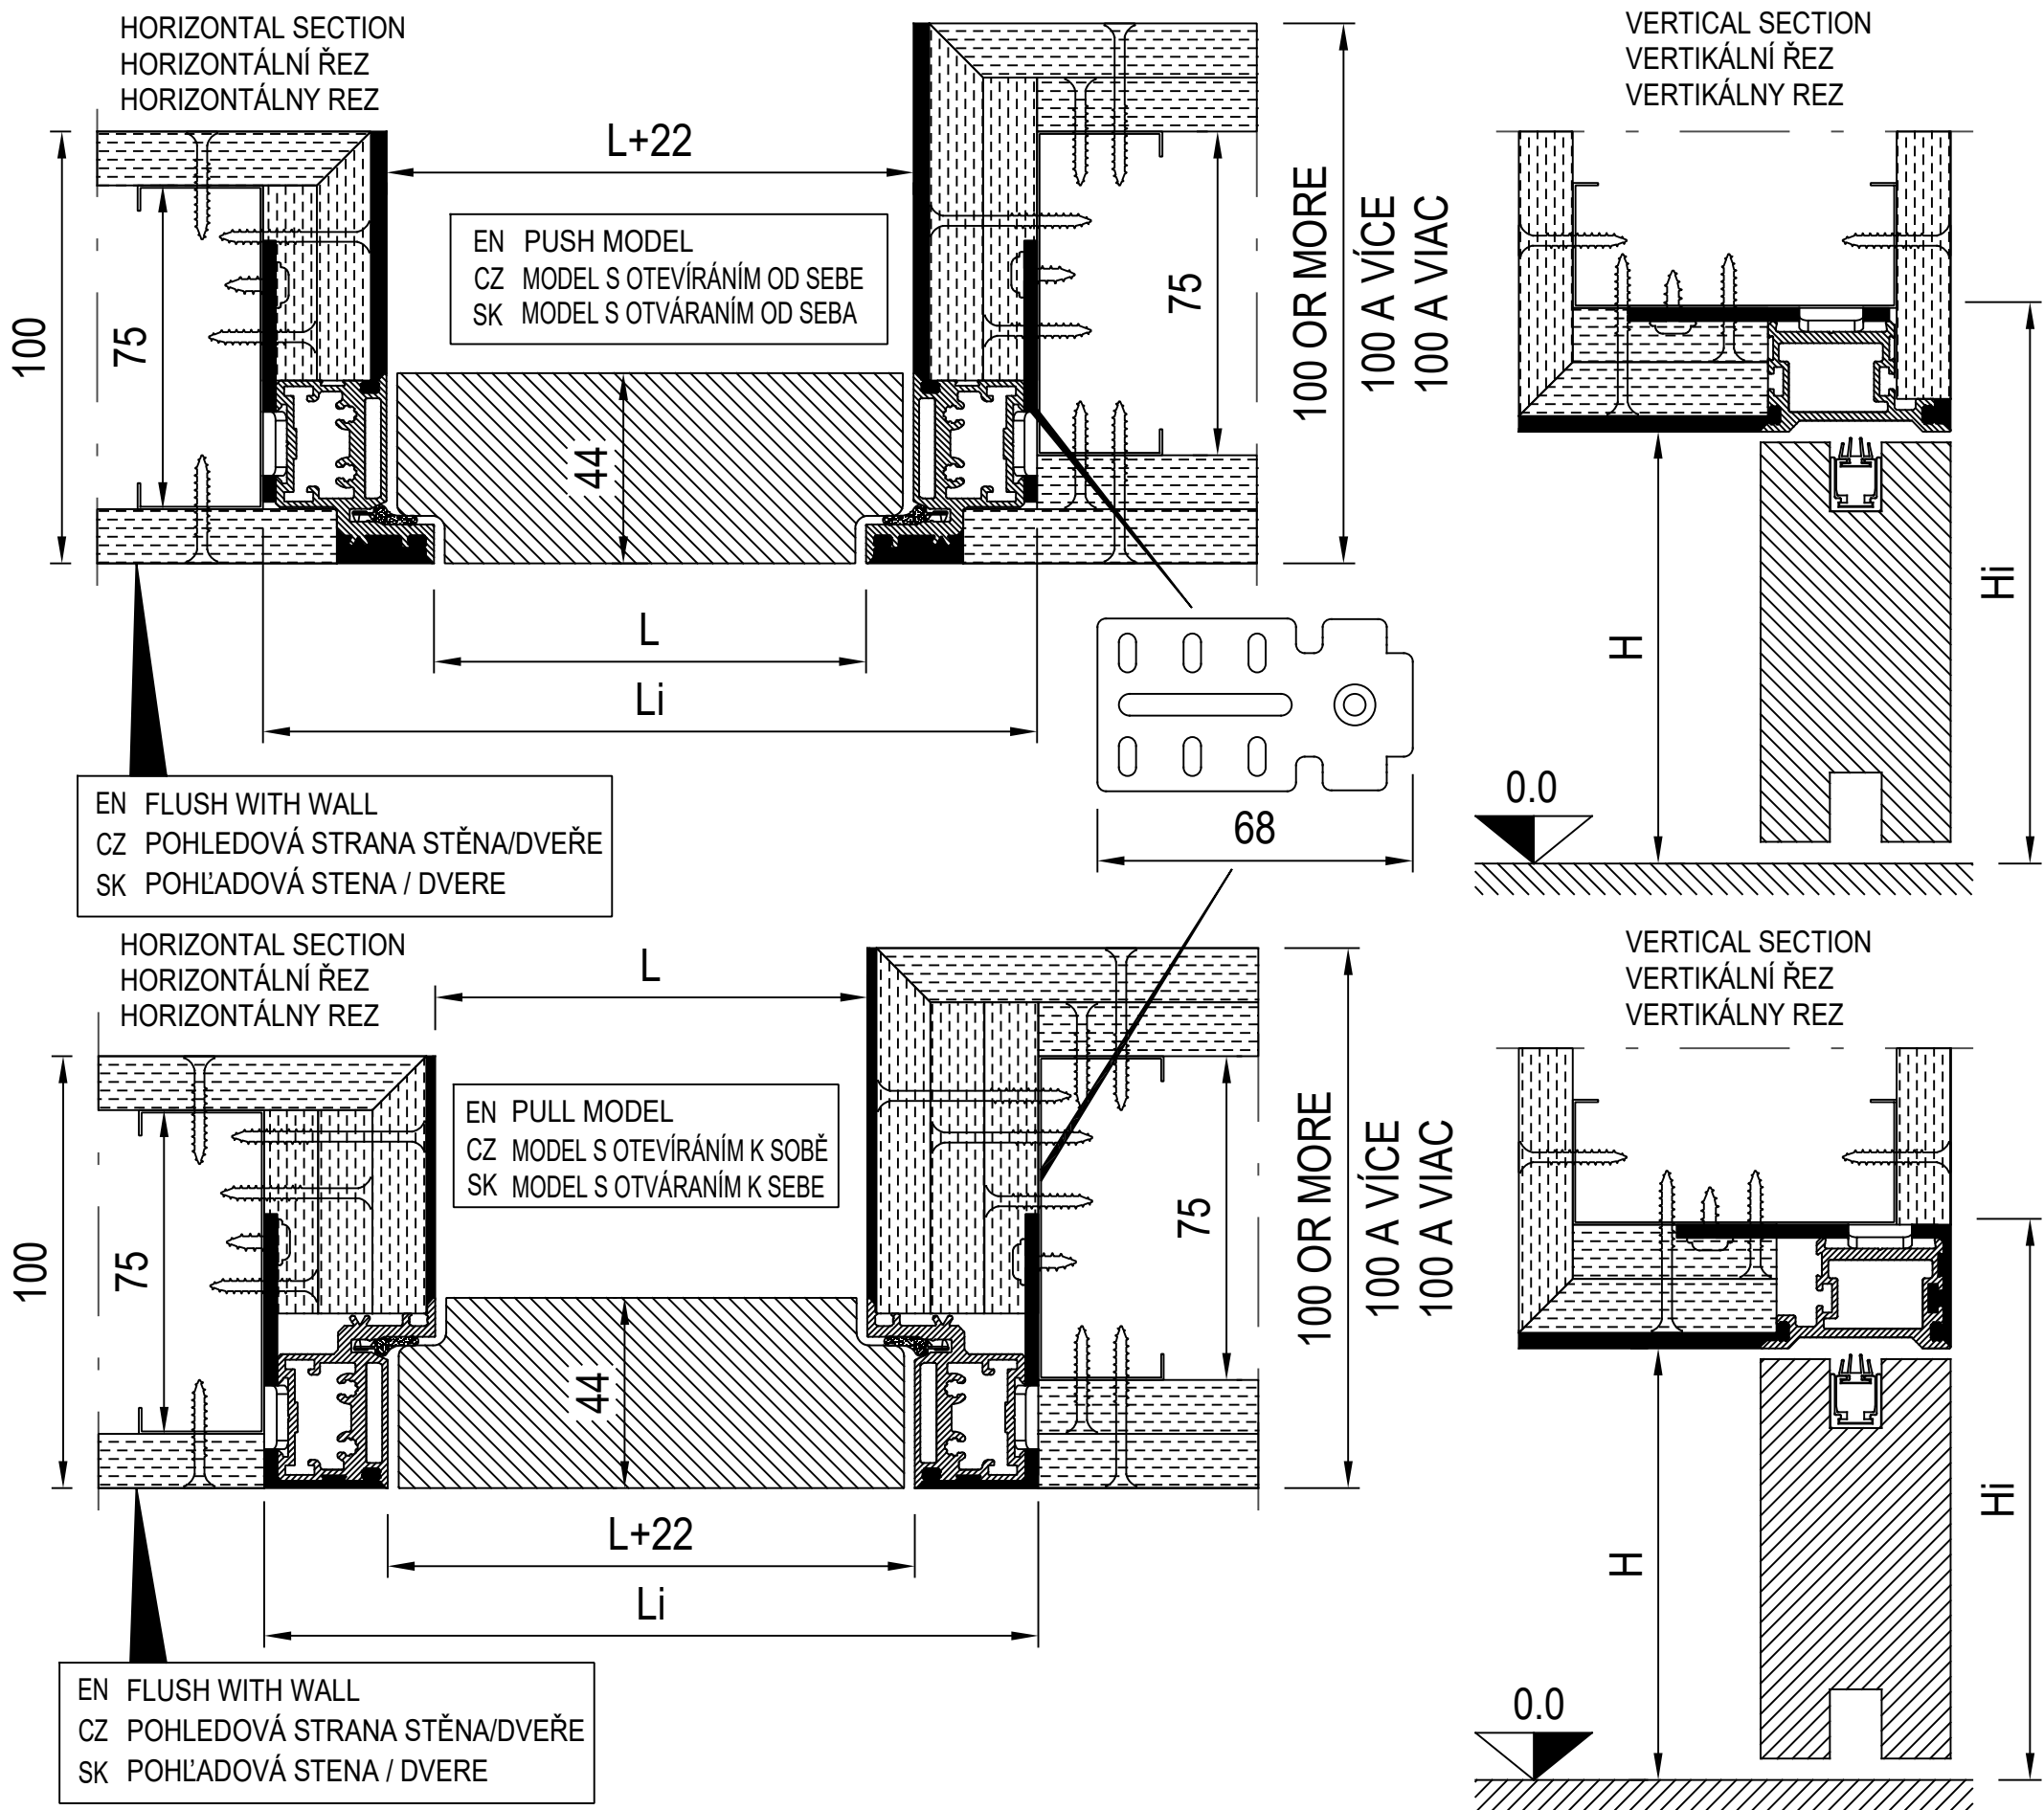 HORIZONTAL SECTION
HORIZONTÁLNÍ ŘEZ
HORIZONTÁLNY REZ
VERTICAL SECTION
VERTIKÁLNÍ ŘEZ
VERTIKÁLNY REZ
L+22
EN PUSH MODEL
CZ MODEL S OTEVÍRÁNÍM OD SEBE
SK MODEL S OTVÁRANÍM OD SEBA
100
75
44
75
100 OR MORE
100 A VÍCE
100 A VIAC
L
Li
H
Hi
0.0
68
EN FLUSH WITH WALL
CZ POHLEDOVÁ STRANA STĚNA/DVEŘE
SK POHĽADOVÁ STENA / DVERE
HORIZONTAL SECTION
HORIZONTÁLNÍ ŘEZ
HORIZONTÁLNY REZ
VERTICAL SECTION
VERTIKÁLNÍ ŘEZ
VERTIKÁLNY REZ
L
EN PULL MODEL
CZ MODEL S OTEVÍRÁNÍM K SOBĚ
SK MODEL S OTVÁRANÍM K SEBE
100
75
44
75
100 OR MORE
100 A VÍCE
100 A VIAC
L+22
Li
H
Hi
0.0
EN FLUSH WITH WALL
CZ POHLEDOVÁ STRANA STĚNA/DVEŘE
SK POHĽADOVÁ STENA / DVERE